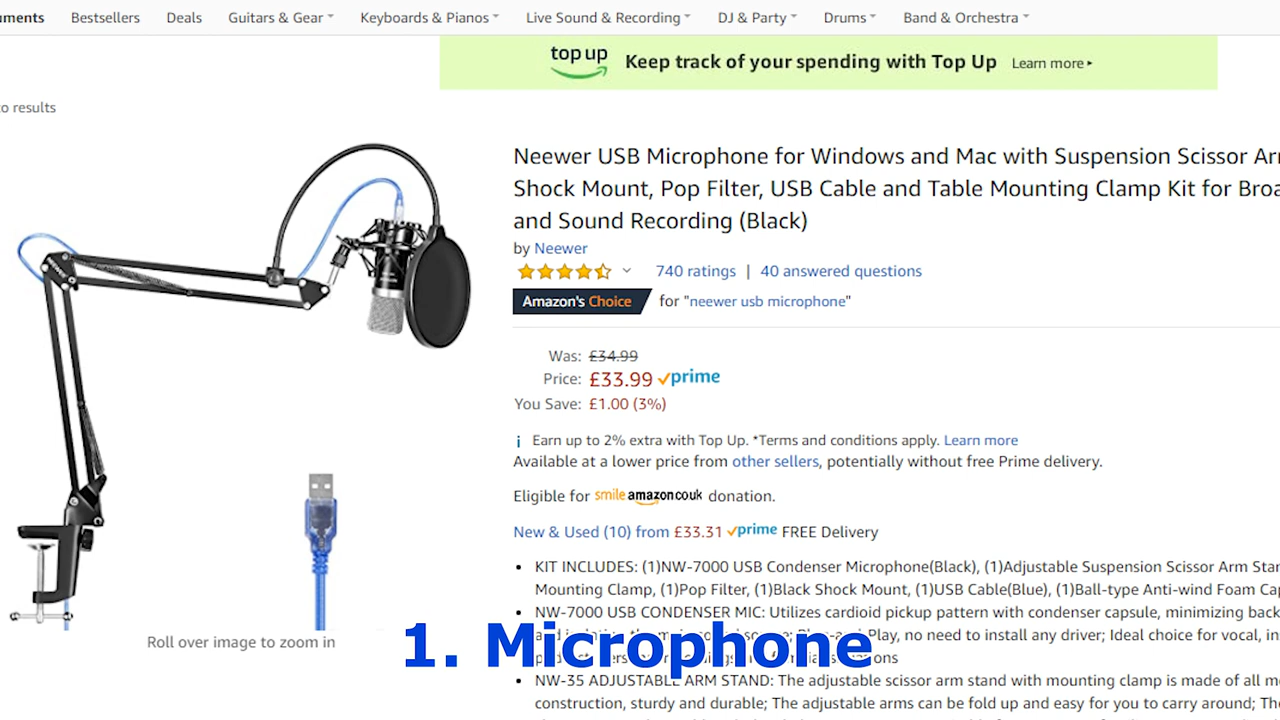 Bestsellers Deals Guitars & Gear Keyboards & Pianos Live Sound & Recording DJ & Party Drums Band & Orchestra
top up Keep track of your spending with Top Up Learn more
results
Neewer USB Microphone for Windows and Mac with Suspension Scissor
Shock Mount, Pop Filter, USB Cable and Table Mounting Clamp Kit for
and Sound Recording (Black)
by Neewer
740 ratings | 40 answered questions
Amazon's Choice for "neewer usb microphone"
Was: £34.99
Price: £33.99 prime
You Save: £1.00 (3%)
Earn up to 2% extra with Top Up. *Terms and conditions apply. Learn more
Available at a lower price from other sellers, potentially without free Prime delivery.
Eligible for smile.amazon.co.uk donation.
New & Used (10) from £33.31 prime FREE Delivery
• KIT INCLUDES: (1)NW-7000 USB Condenser Microphone(Black), (1)Adjustable Suspension Scissor Arm
Mounting Clamp, (1)Pop Filter, (1)Black Shock Mount, (1)USB Cable(Blue), (1)Ball-type Anti-wind Foam
• NW-7000 USB CONDENSER MIC: Utilizes cardioid pickup pattern with condenser capsule, minimizing
no need to install any driver; Ideal choice for vocal,
Roll over image to zoom in
1. Microphone
• NW-35 ADJUSTABLE ARM STAND: The adjustable scissor arm stand with mounting clamp is made of all
construction, sturdy and durable; The adjustable arms can be fold up and easy for you to carry around;